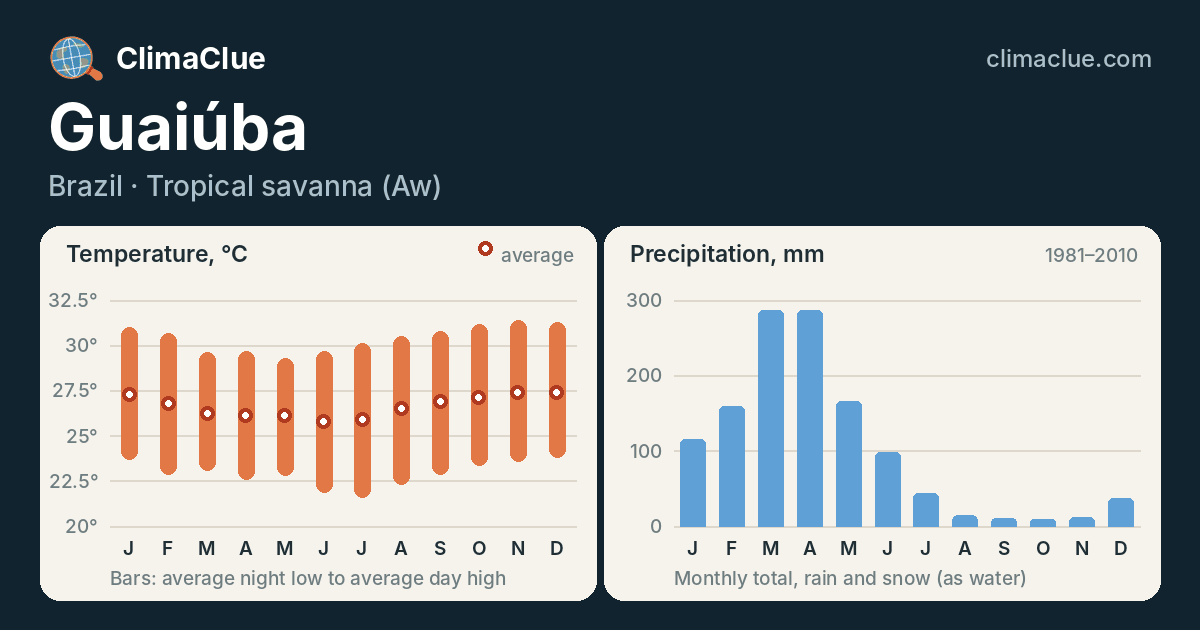 ClimaClue
climaclue.com
Guaiúba
Brazil · Tropical savanna (Aw)
Temperature, °C
average
32.5°
30°
27.5°
25°
22.5°
20°
J F M A M J J A S O N D
Bars: average night low to average day high
Precipitation, mm
1981–2010
300
200
100
0
J F M A M J J A S O N D
Monthly total, rain and snow (as water)